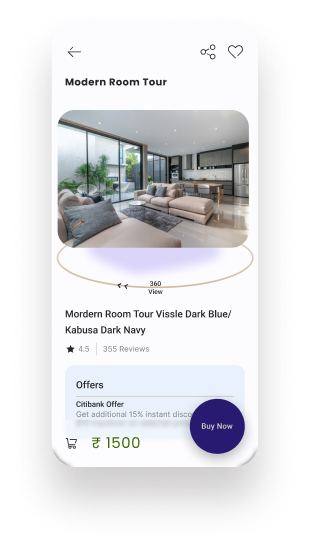 Modern Room Tour
360
View
Mordern Room Tour Vissle Dark Blue/
Kabusa Dark Navy
4.5 355 Reviews
Offers
Citibank Offer
Get additional 15% instant
Buy Now
₹ 1500